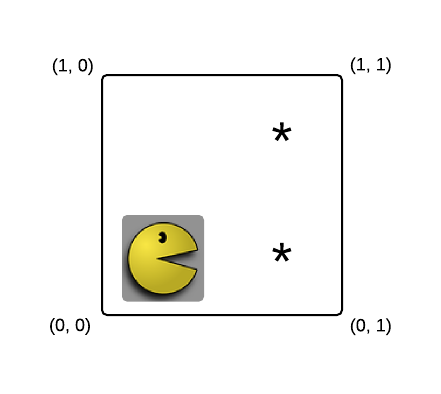 (1, 0) (1, 1)
*
*
(0, 0) (0, 1)